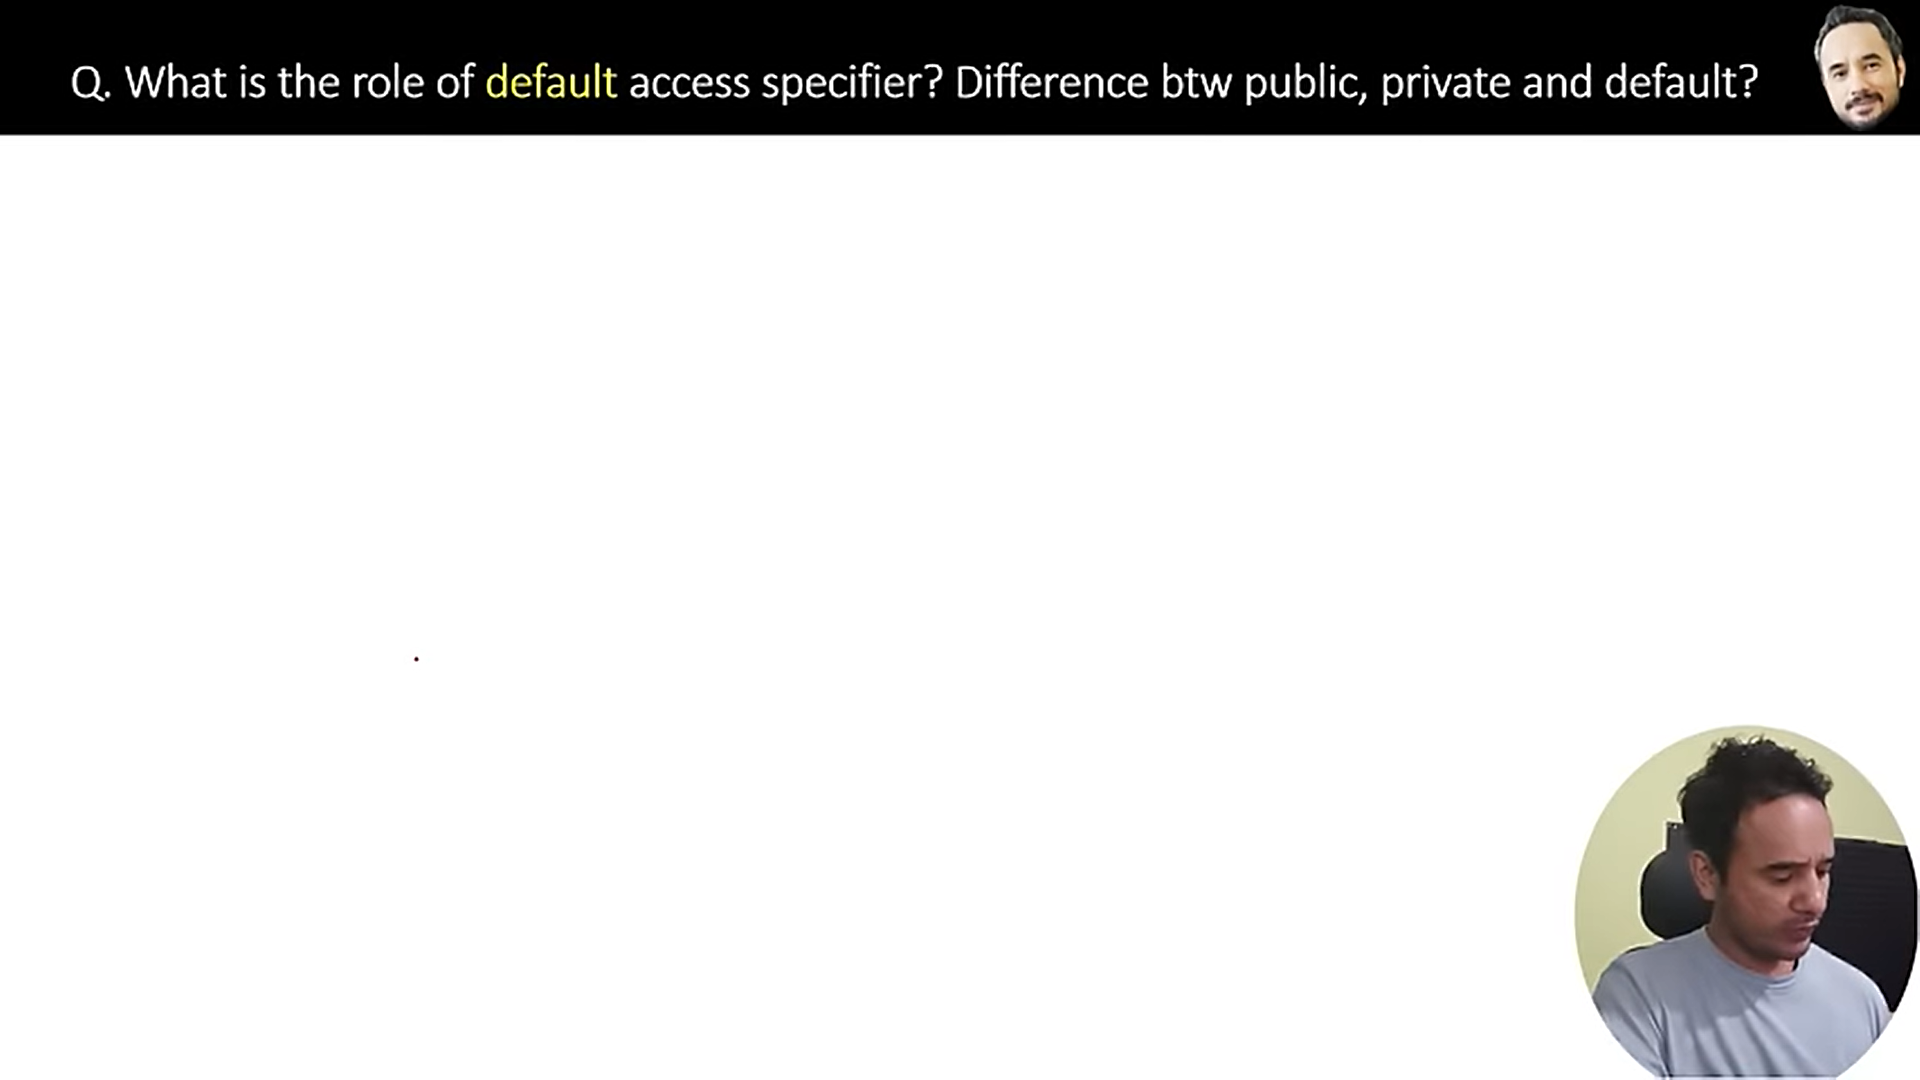 Q. What is the role of default access specifier? Difference btw public, private and default?